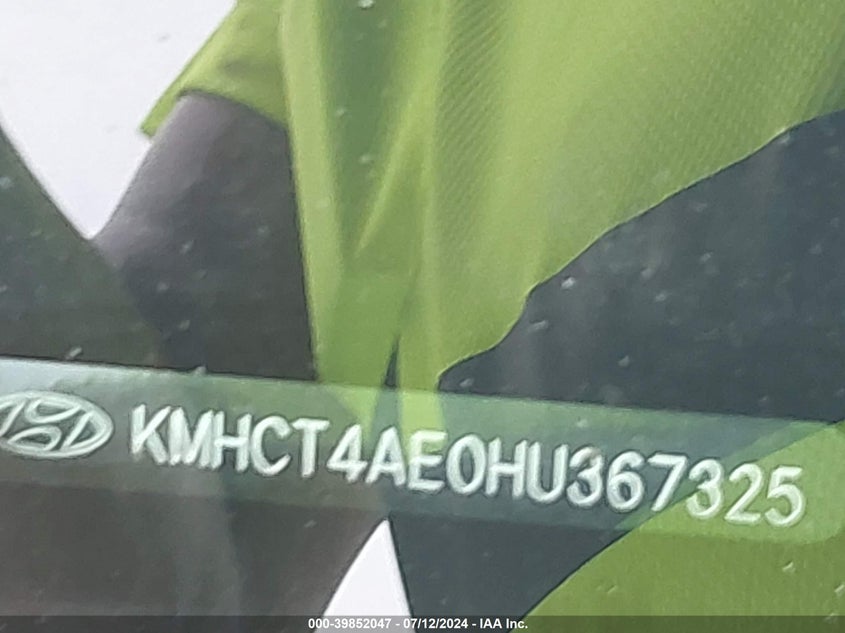 KMHCT4AE0HU367325
000-39852047 - 07/12/2024 - IAA Inc.